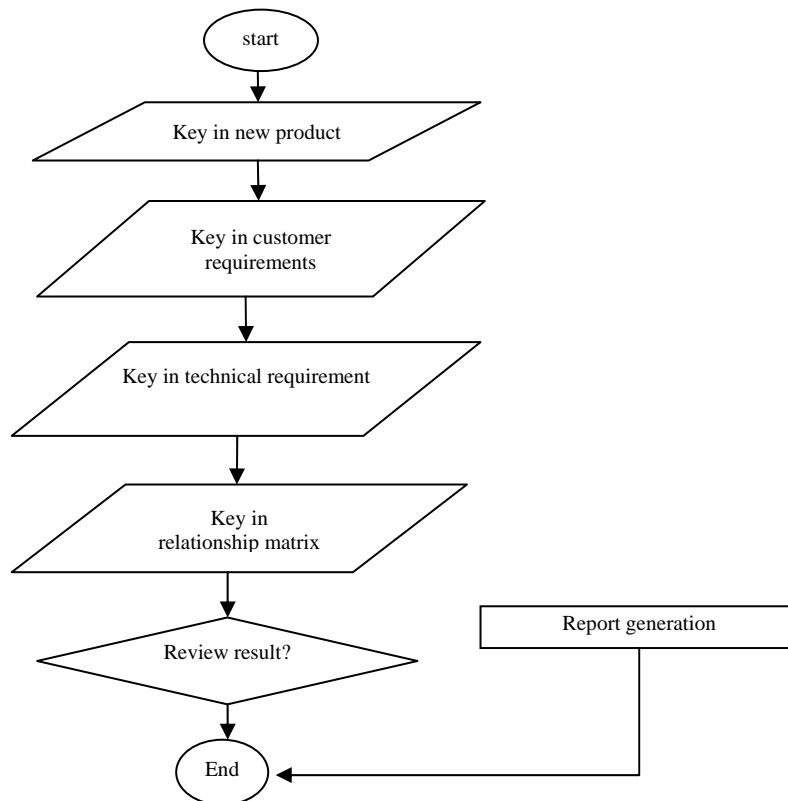 start
Key in new product
Key in customer
requirements
Key in technical requirement
Key in
relationship matrix
Review result?
Report generation
End